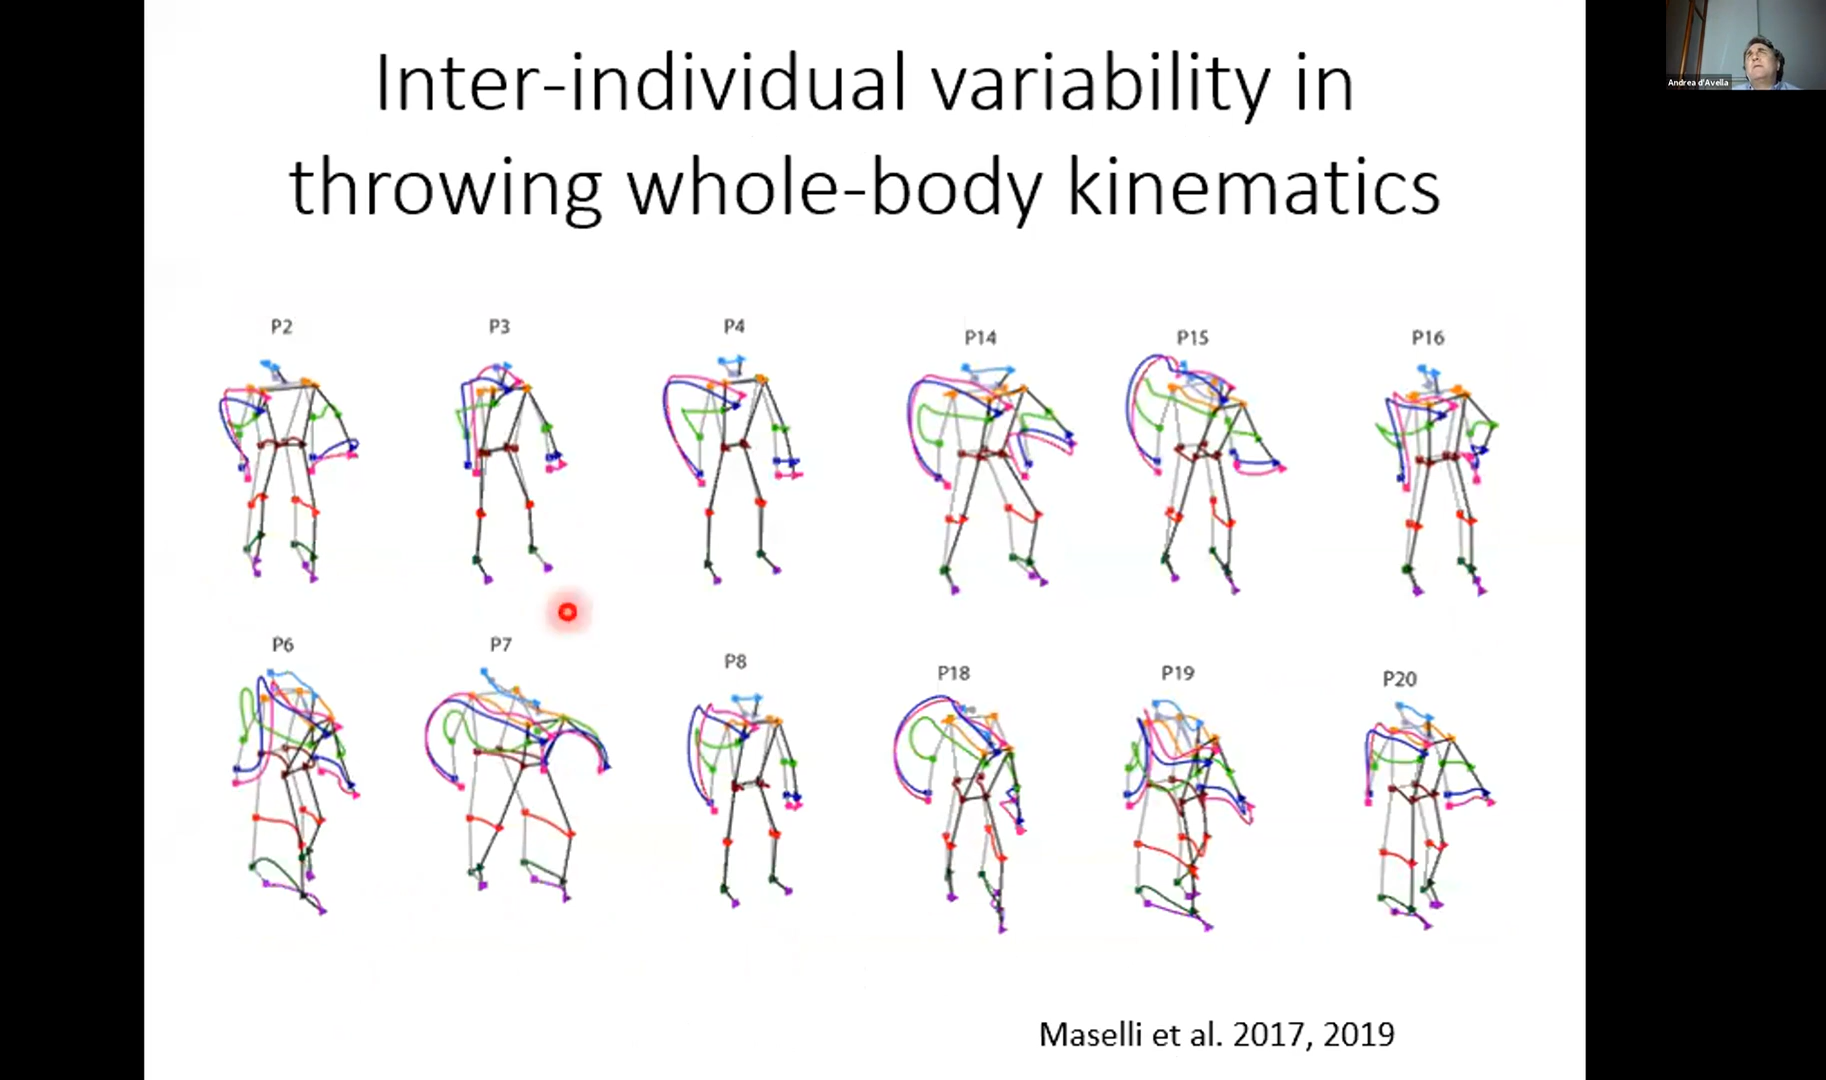 Inter-individual variability in
throwing whole-body kinematics
Andrea d'Avella
P2
P3
P4
P14
P15
P16
P6
P7
P8
P18
P19
P20
Maselli et al. 2017, 2019